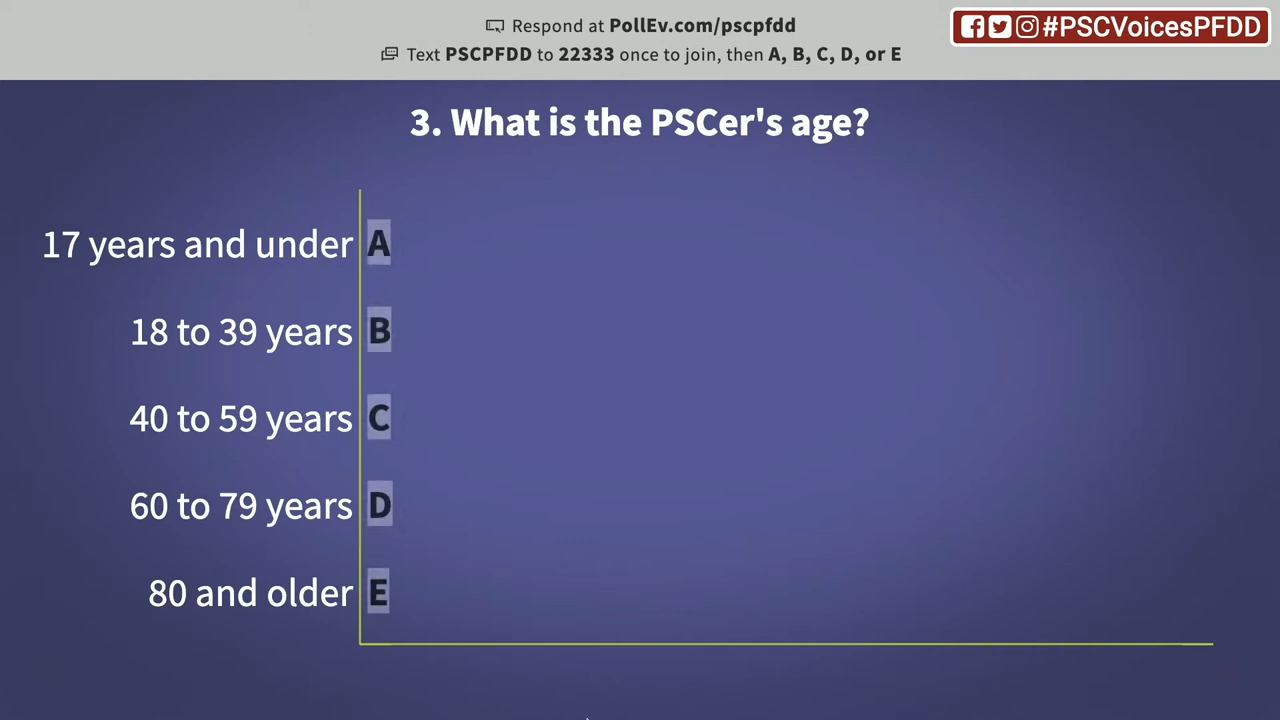 Respond at PollEv.com/pscpfdd
Text PSCPFDD to 22333 once to join, then A, B, C, D, or E
#PSCVoicesPFDD
3. What is the PSCer's age?
17 years and under A
18 to 39 years B
40 to 59 years C
60 to 79 years D
80 and older E